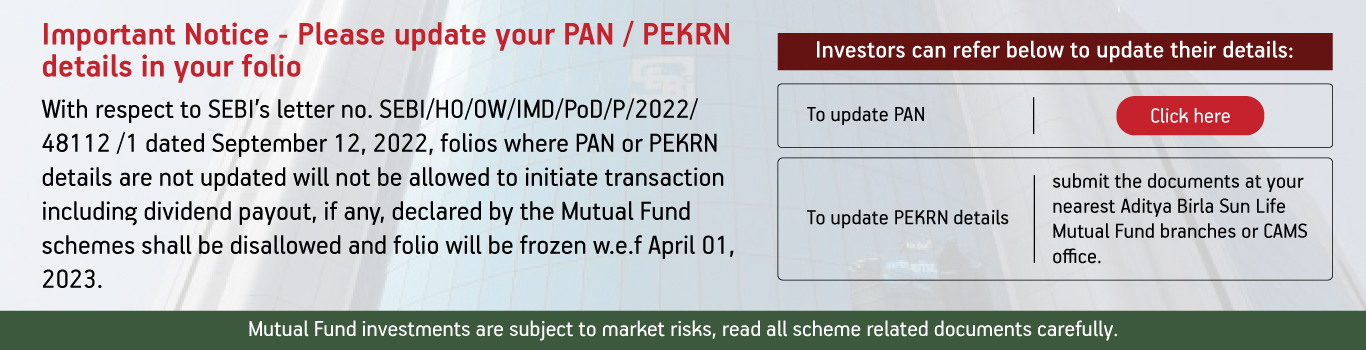 Important Notice - Please update your PAN / PEKRN
details in your folio
With respect to SEBI's letter no. SEBI/HO/OW/IMD/PoD/P/2022/
48112 /1 dated September 12, 2022, folios where PAN or PEKRN
details are not updated will not be allowed to initiate transaction
including dividend payout, if any, declared by the Mutual Fund
schemes shall be disallowed and folio will be frozen w.e.f April 01,
2023.
Investors can refer below to update their details:
To update PAN
Click here
To update PEKRN details
submit the documents at your
nearest Aditya Birla Sun Life
Mutual Fund branches or CAMS
office.
Mutual Fund investments are subject to market risks, read all scheme related documents carefully.